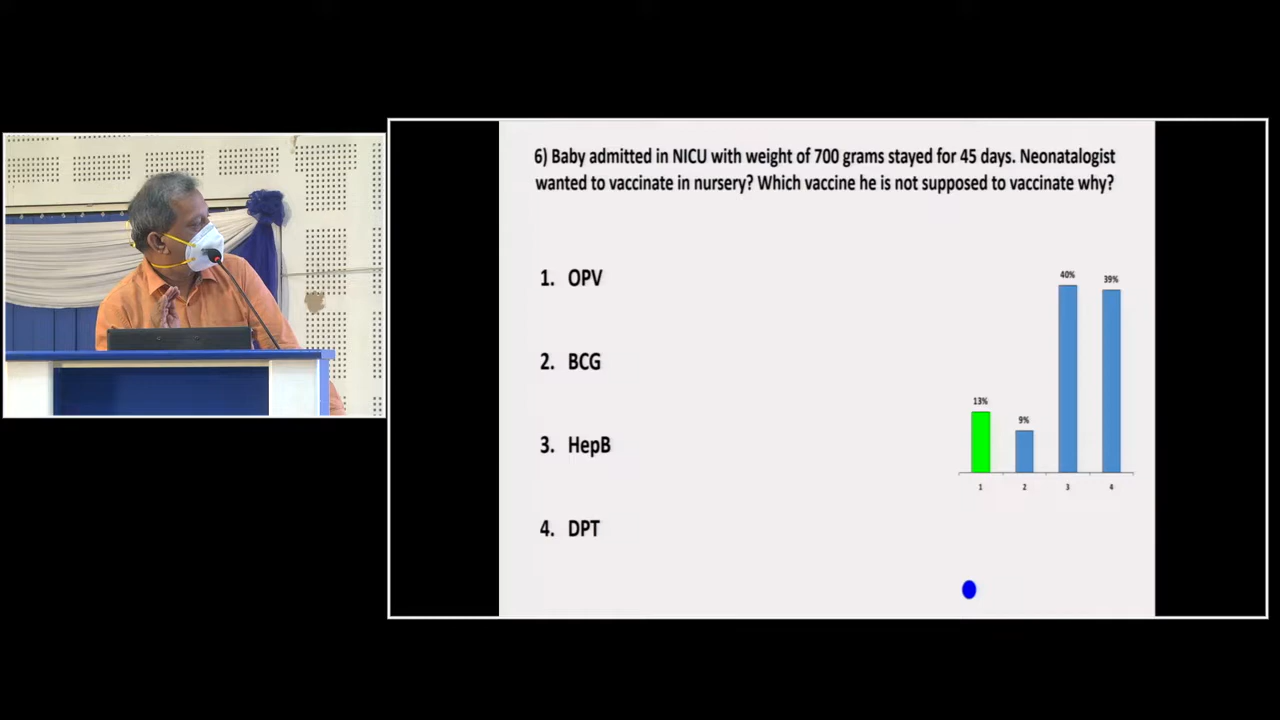 6) Baby admitted in NICU with weight of 700 grams stayed for 45 days. Neonatalogist
wanted to vaccinate in nursery? Which vaccine he is not supposed to vaccinate why?
1. OPV
2. BCG
3. HepB
4. DPT
40%
39%
13%
9%
1 2 3 4